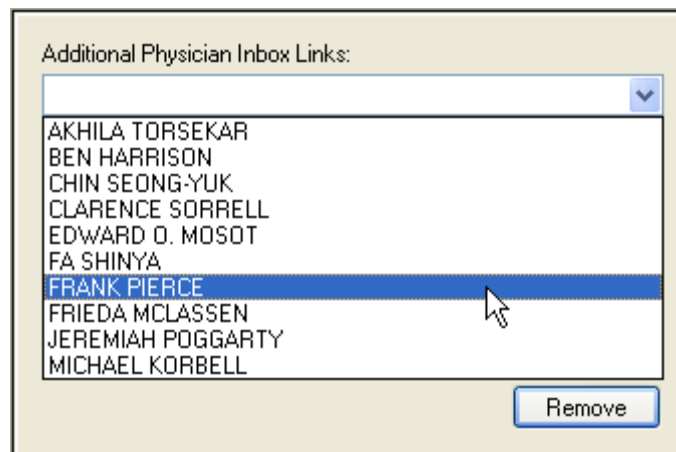 Additional Physician Inbox Links:
AKHILA TORSEKAR
BEN HARRISON
CHIN SEONG-YUK
CLARENCE SORRELL
EDWARD O. MOSOT
FA SHINYA
FRANK PIERCE
FRIEDA MCLASSEN
JEREMIAH POGGARTY
MICHAEL KORBELL
Remove